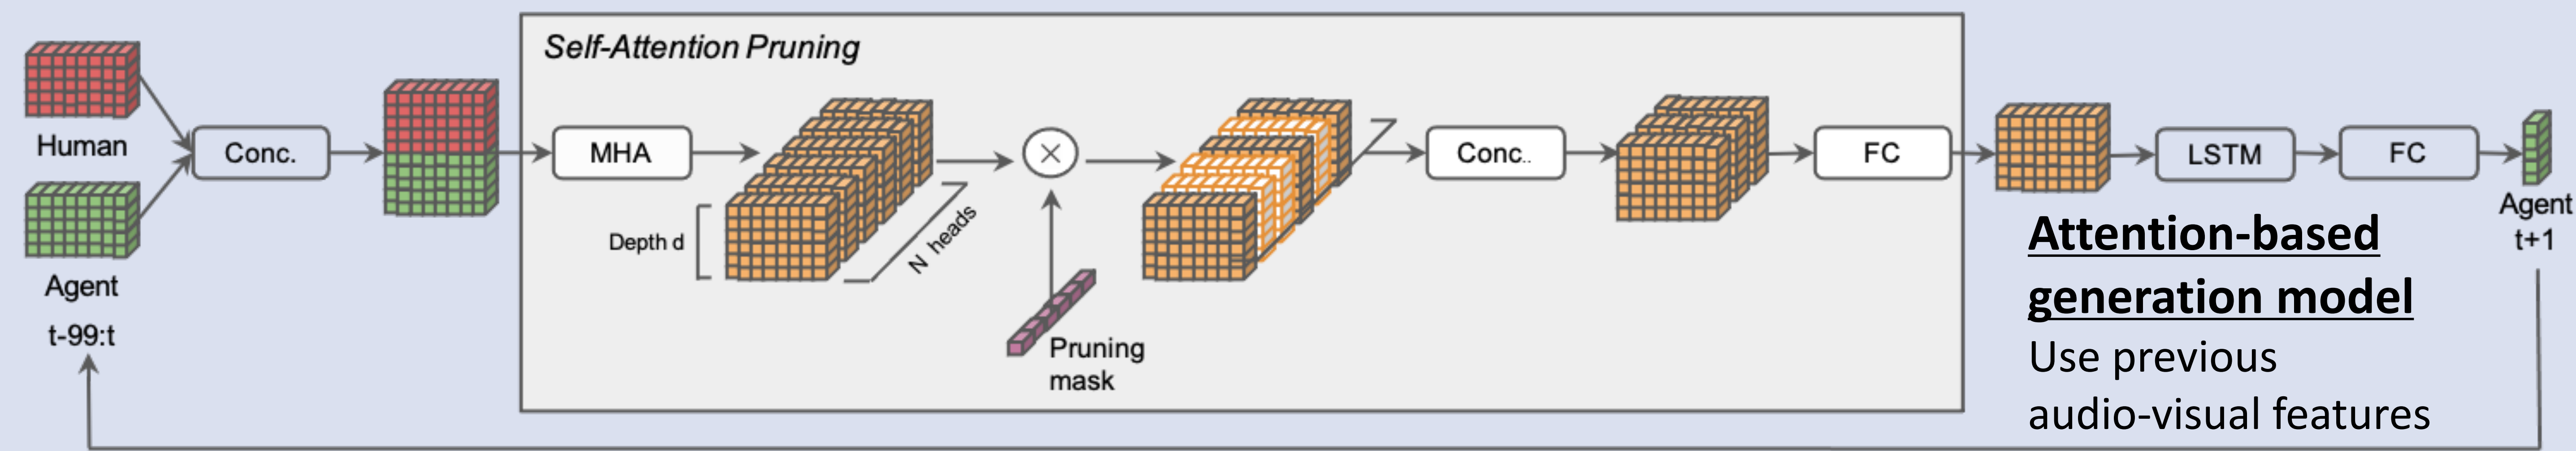 Self-Attention Pruning
Human
Agent
t-99:t
Conc.
MHA
Depth d
N heads
Pruning
mask
Conc..
FC
LSTM
FC
Agent
t+1
Attention-based
generation model
Use previous
audio-visual features